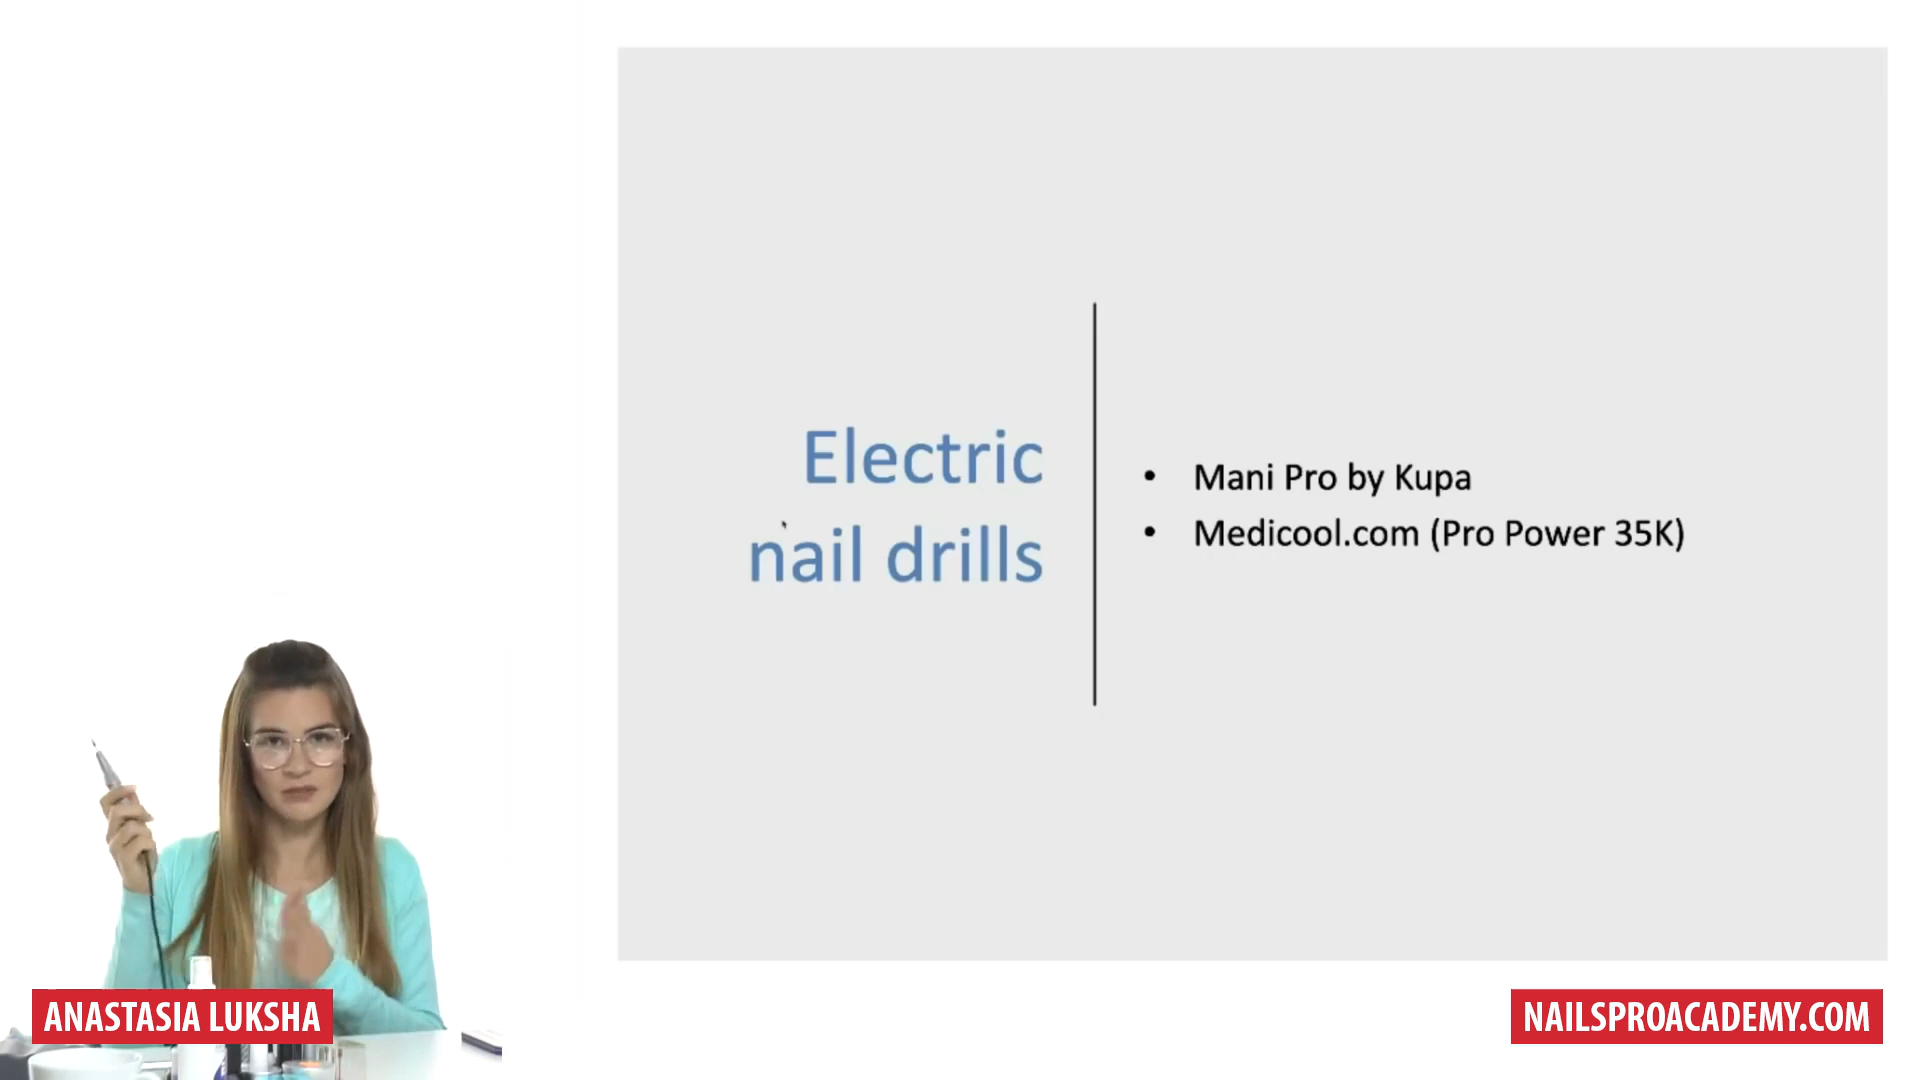 Electric
nail drills
• Mani Pro by Kupa
• Medicool.com (Pro Power 35K)
ANASTASIA LUKSHA
NAILSPROACADEMY.COM